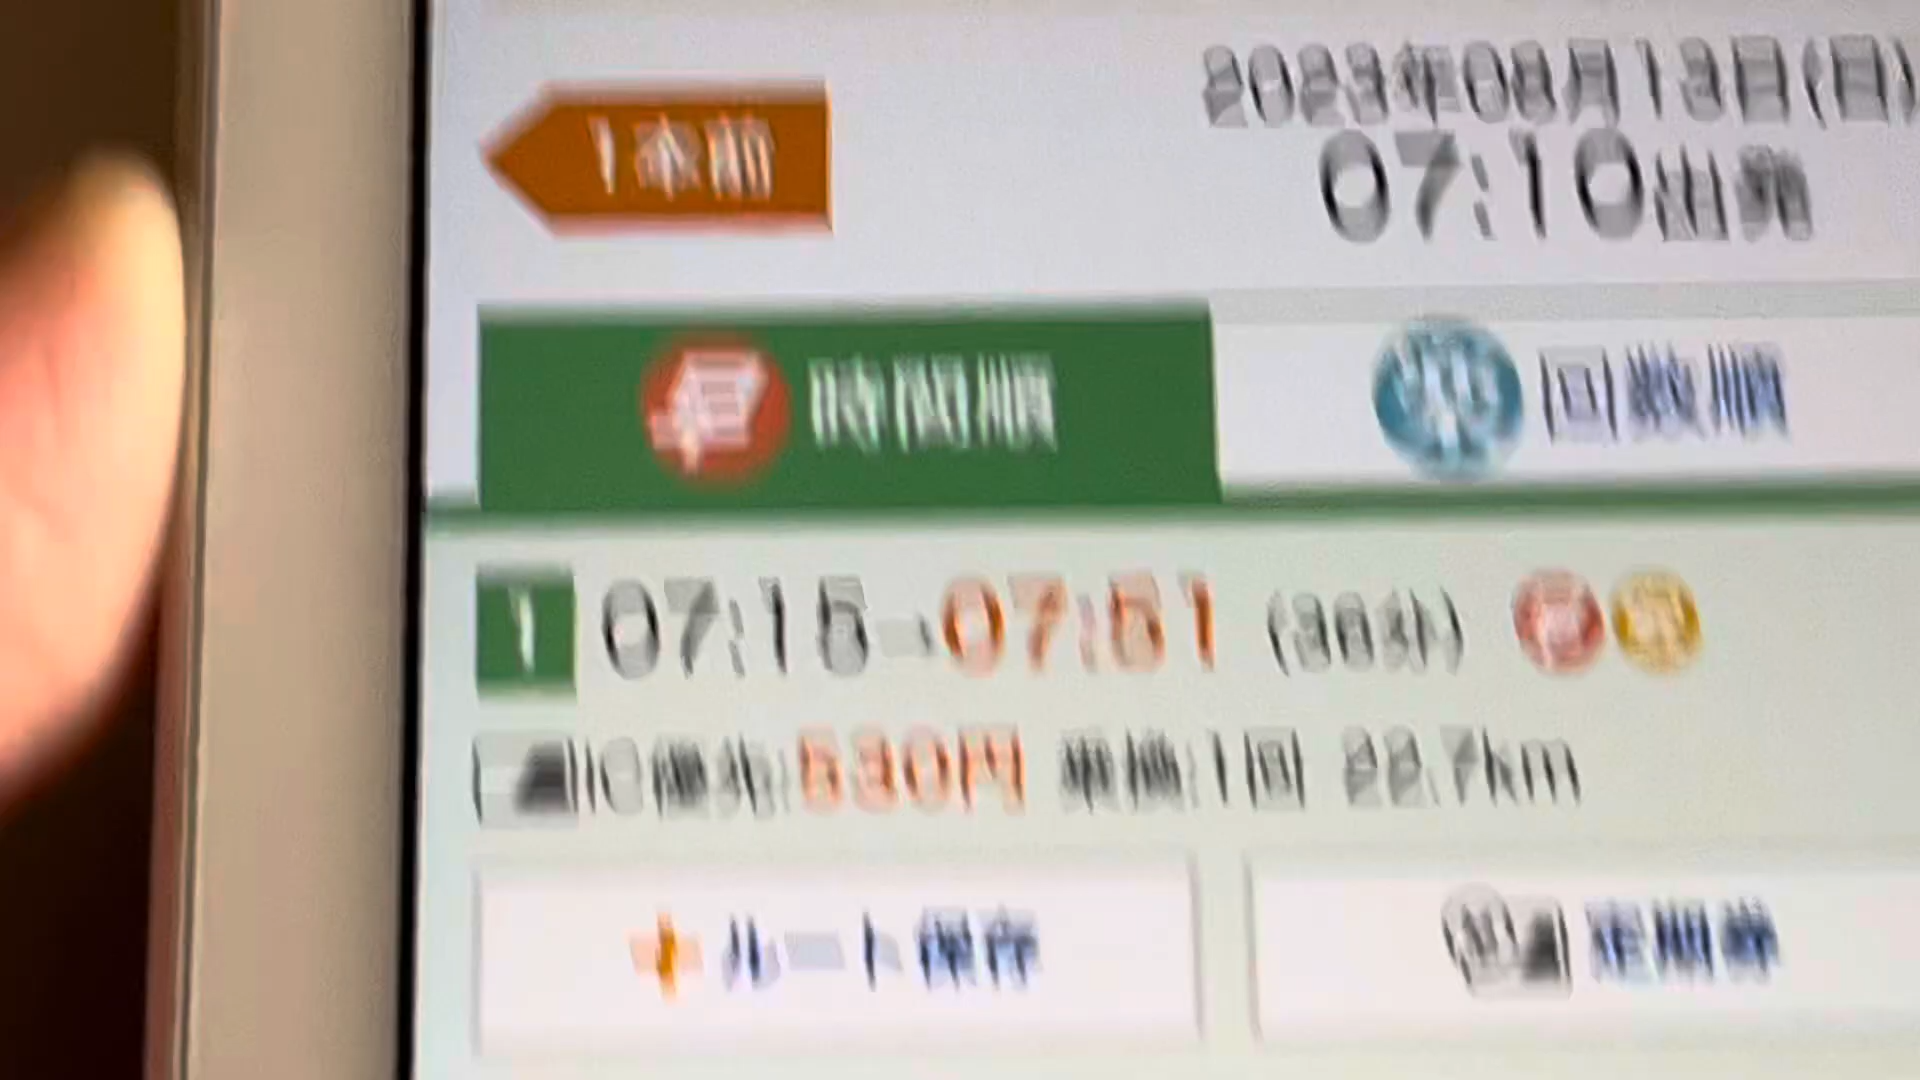 1本前
2023年08月13日(日)
07:10出発
時間順
回数順
1 07:15→07:51 (36分)
IC優先:530円 乗換:1回 22.7km
ルート保存
定期券